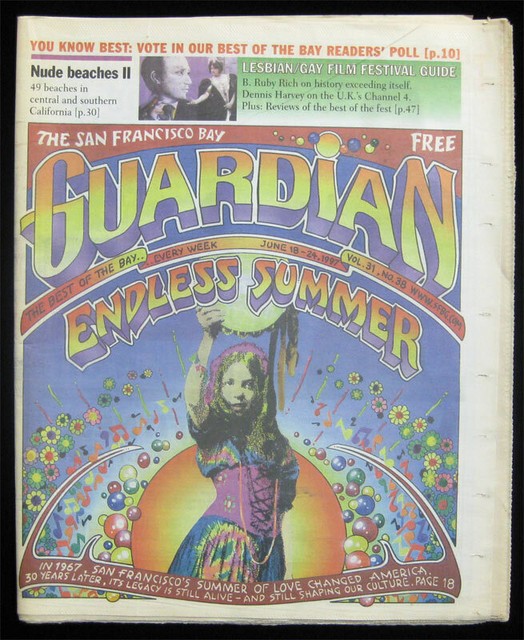 YOU KNOW BEST: VOTE IN OUR BEST OF THE BAY READERS' POLL [p.10]
Nude beaches II
49 beaches in
central and southern
California [p.30]
LESBIAN/GAY FILM FESTIVAL GUIDE
B. Ruby Rich on history exceeding itself.
Dennis Harvey on the U.K.'s Channel 4.
Plus: Reviews of the best of the fest [p.47]
THE SAN FRANCISCO BAY
FREE
GUARDIAN
THE BEST OF THE BAY.. EVERY WEEK JUNE 18-24, 1997 VOL. 31, NO. 38 WWW.SFBG.COM
ENDLESS SUMMER
IN 1967, SAN FRANCISCO'S SUMMER OF LOVE CHANGED AMERICA.
30 YEARS LATER, ITS LEGACY IS STILL ALIVE - AND STILL SHAPING OUR CULTURE. PAGE 18